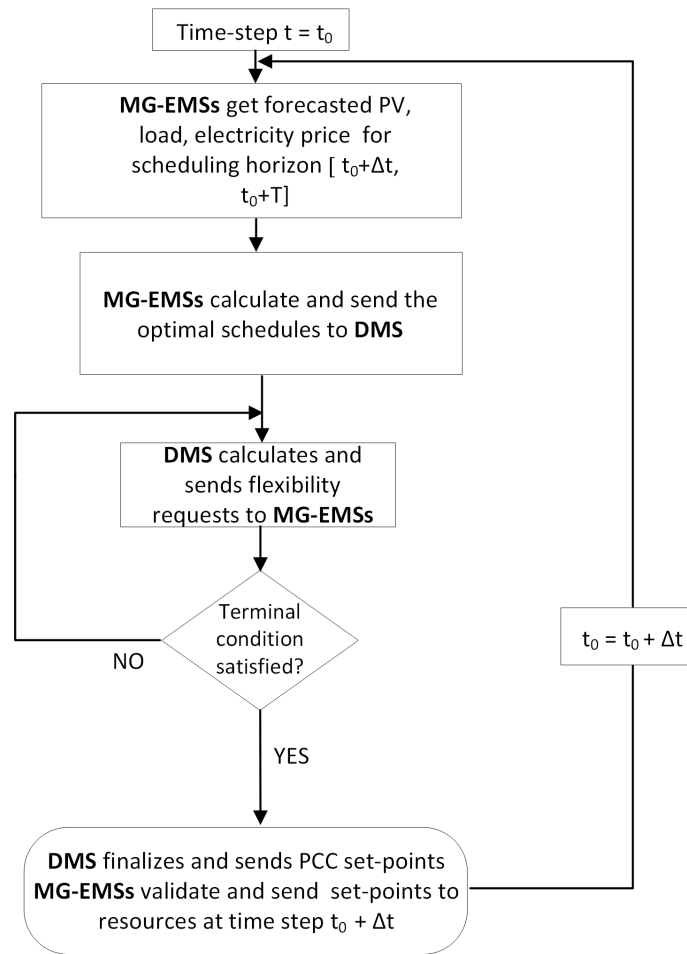 Time-step t = t₀
MG-EMSs get forecasted PV,
load, electricity price for
scheduling horizon [ t₀+Δt,
t₀+T]
MG-EMSs calculate and send the
optimal schedules to DMS
DMS calculates and
sends flexibility
requests to MG-EMSs
Terminal
condition
satisfied?
NO
t₀ = t₀ + Δt
YES
DMS finalizes and sends PCC set-points
MG-EMSs validate and send set-points to
resources at time step t₀ + Δt